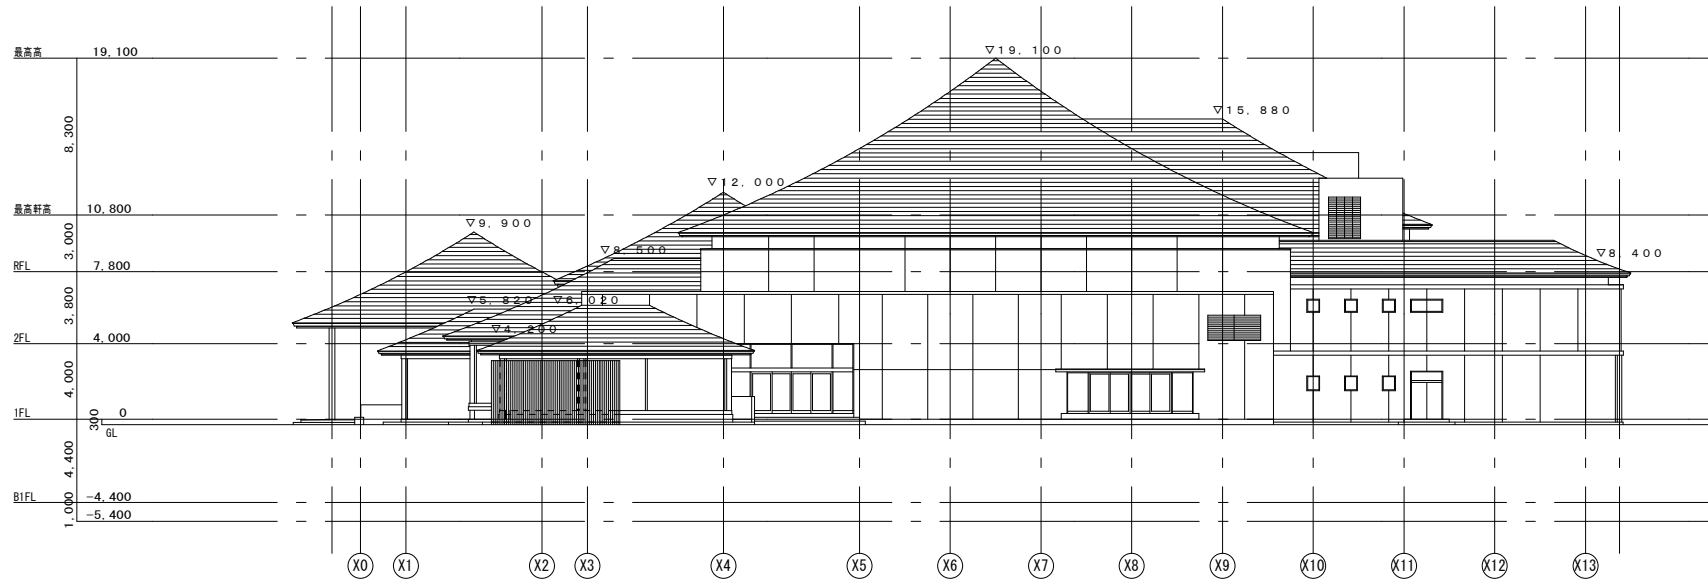 最高高 19,100
▽19,100
▽15,880
8,300
▽12,000
最高軒高 10,800
▽9,900
3,000
▽8,500
▽8,400
RFL 7,800
3,800
▽5,820 ▽6,020
▽4,200
2FL 4,000
4,000
1FL 0
300
GL
4,400
B1FL -4,400
1,000
-5,400
X0 X1 X2 X3 X4 X5 X6 X7 X8 X9 X10 X11 X12 X13